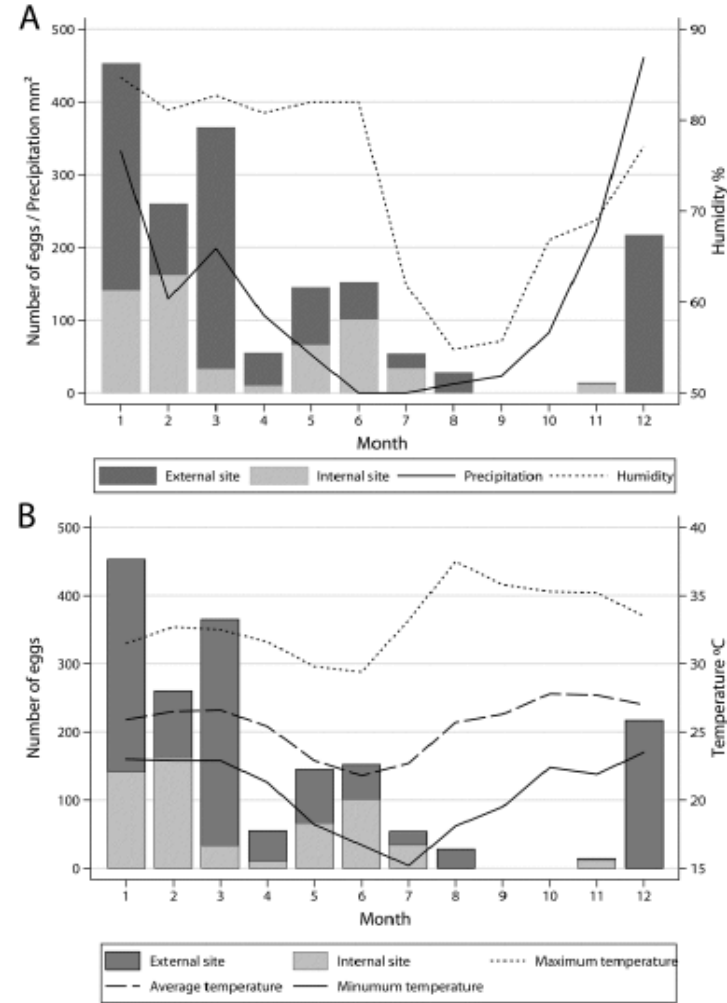 A
500
400
300
200
100
0
Number of eggs / Precipitation mm²
90
80
70
60
50
Humidity %
1 2 3 4 5 6 7 8 9 10 11 12
Month
External site Internal site Precipitation Humidity
B
500
400
300
200
100
0
Number of eggs
40
35
30
25
20
15
Temperature ºC
1 2 3 4 5 6 7 8 9 10 11 12
Month
External site Internal site Maximum temperature
Average temperature Minumum temperature